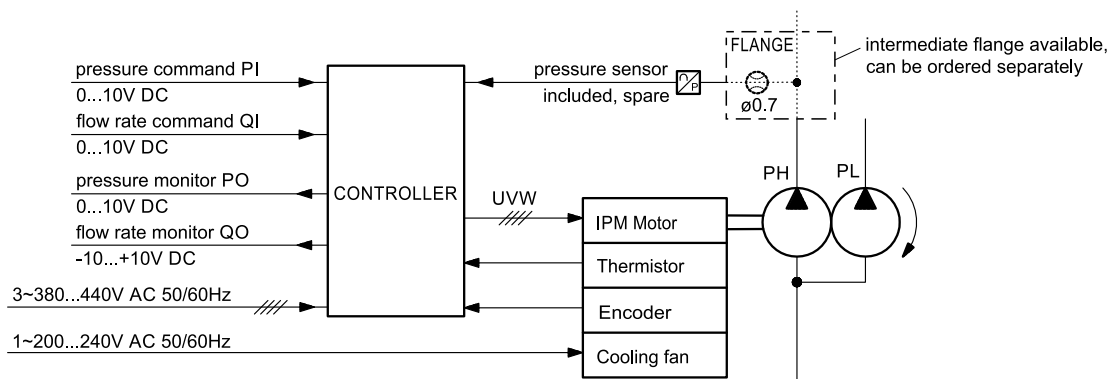 FLANGE
intermediate flange available,
can be ordered separately
pressure command PI
0...10V DC
pressure sensor
included, spare
n/P
ø0.7
flow rate command QI
0...10V DC
pressure monitor PO
0...10V DC
CONTROLLER
UVW
PH
PL
flow rate monitor QO
-10...+10V DC
IPM Motor
Thermistor
3~380...440V AC 50/60Hz
Encoder
1~200...240V AC 50/60Hz
Cooling fan